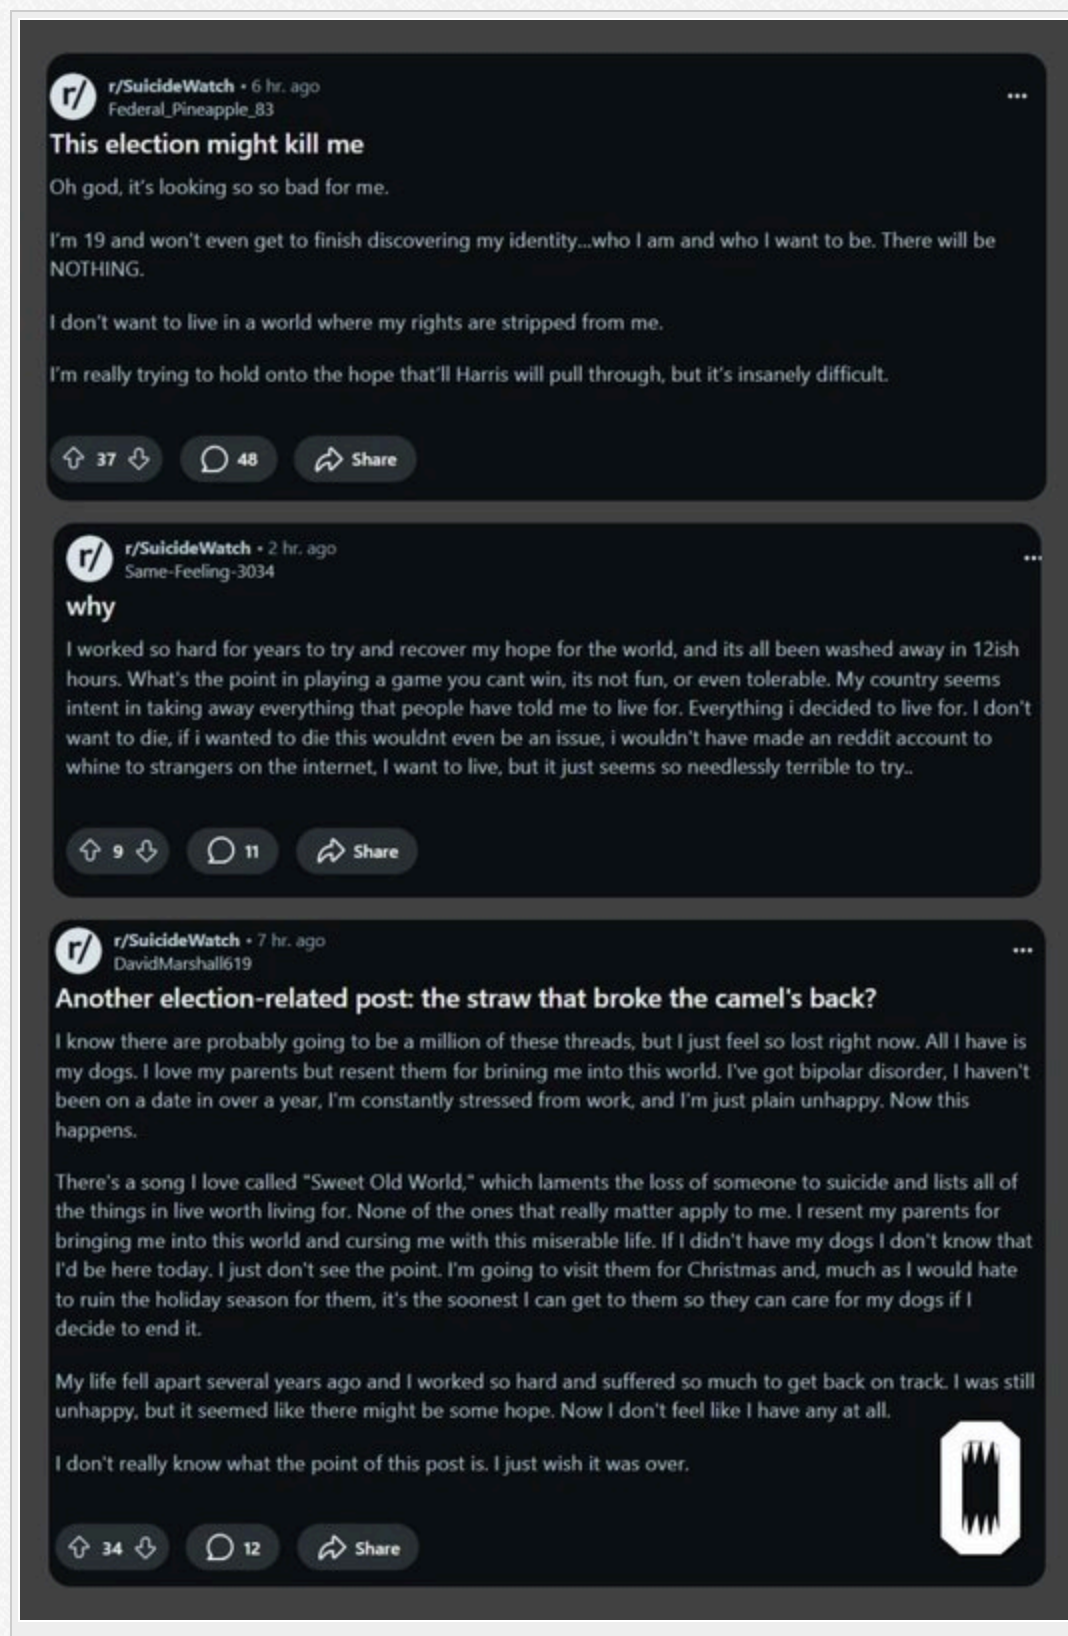 r/SuicideWatch • 6 hr. ago
Federal_Pineapple_83
This election might kill me
Oh god, it's looking so so bad for me.
I'm 19 and won't even get to finish discovering my identity...who I am and who I want to be. There will be
NOTHING.
I don't want to live in a world where my rights are stripped from me.
I'm really trying to hold onto the hope that'll Harris will pull through, but it's insanely difficult.
37 48 Share
r/SuicideWatch • 2 hr. ago
Same-Feeling-3034
why
I worked so hard for years to try and recover my hope for the world, and its all been washed away in 12ish
hours. What's the point in playing a game you cant win, its not fun, or even tolerable. My country seems
intent in taking away everything that people have told me to live for. Everything i decided to live for. I don't
want to die, if i wanted to die this wouldnt even be an issue, i wouldn't have made an reddit account to
whine to strangers on the internet, I want to live, but it just seems so needlessly terrible to try..
9 11 Share
r/SuicideWatch • 7 hr. ago
DavidMarshall619
Another election-related post: the straw that broke the camel's back?
I know there are probably going to be a million of these threads, but I just feel so lost right now. All I have is
my dogs. I love my parents but resent them for brining me into this world. I've got bipolar disorder, I haven't
been on a date in over a year, I'm constantly stressed from work, and I'm just plain unhappy. Now this
happens.
There's a song I love called "Sweet Old World," which laments the loss of someone to suicide and lists all of
the things in live worth living for. None of the ones that really matter apply to me. I resent my parents for
bringing me into this world and cursing me with this miserable life. If I didn't have my dogs I don't know that
I'd be here today. I just don't see the point. I'm going to visit them for Christmas and, much as I would hate
to ruin the holiday season for them, it's the soonest I can get to them so they can care for my dogs if I
decide to end it.
My life fell apart several years ago and I worked so hard and suffered so much to get back on track. I was still
unhappy, but it seemed like there might be some hope. Now I don't feel like I have any at all.
I don't really know what the point of this post is. I just wish it was over.
34 12 Share